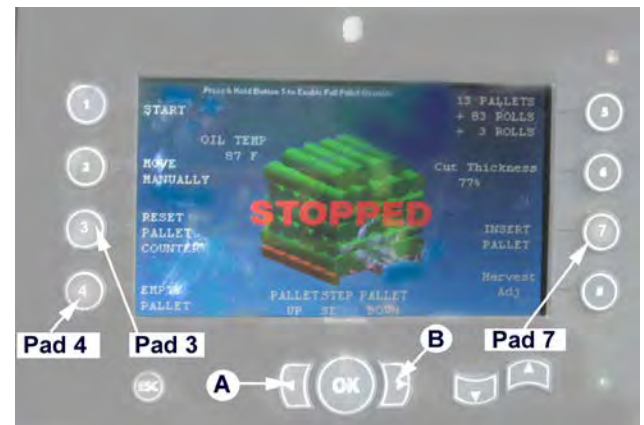 Press & Hold Button 5 to Enable Full Pallet
START
OIL TEMP
87 F
MOVE
MANUALLY
RESET
PALLET
COUNTER
EMPTY
PALLET
STOPPED
PALLET STEP PALLET
UP DOWN
13 PALLETS
+ 83 ROLLS
+ 3 ROLLS
Cut Thickness
77%
INSERT
PALLET
Harvest
Adj
1
2
3
4
5
6
7
8
Pad 4
Pad 3
Pad 7
A
B
ESC
OK